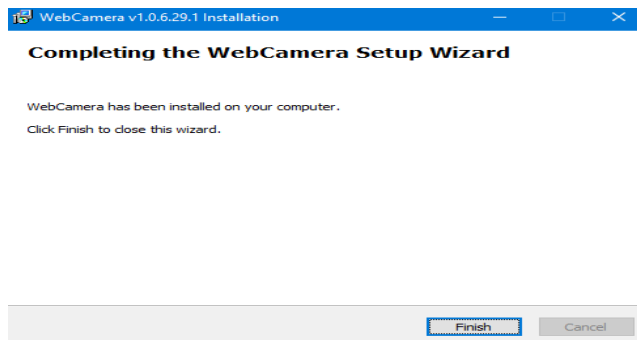 WebCamera v1.0.6.29.1 Installation
Completing the WebCamera Setup Wizard
WebCamera has been installed on your computer.
Click Finish to close this wizard.
Finish Cancel